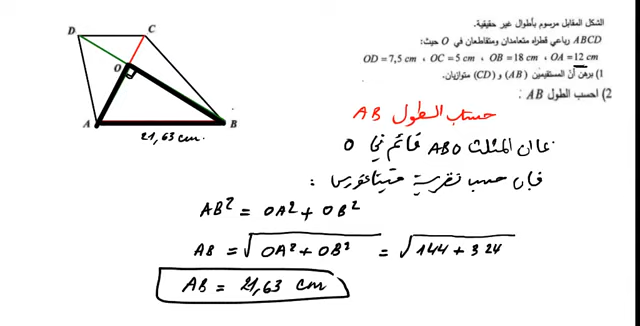 الشكل المقابل مرسوم بأطوال غير حقيقية.
ABCD رباعي قطراه متعامدان ومتقاطعان في O حيث:
OD = 7,5 cm ، OC = 5 cm ، OB = 18 cm ، OA = 12 cm
1) برهن أن المستقيمين (AB) و (CD) متوازيان.
2) احسب الطول AB :
D
C
O
A
B
21,63 cm.
حساب الطول AB
بما ان المثلث ABO قائم في O
فإن حسب نظرية فيتاغورس :
AB² = OA² + OB²
AB = √OA² + OB² = √144 + 324
AB = 21,63 cm